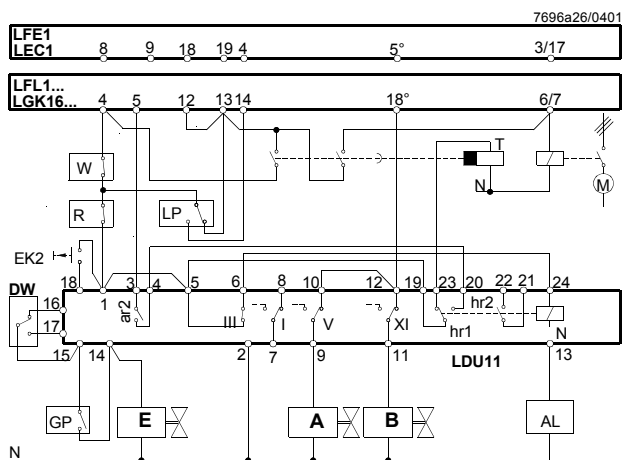 7696a26/0401
LFE1
LEC1
8 9 18 19 4 5° 3/17
LFL1...
LGK16...
4 5 12 13 14 18° 6/7
T
W
N
M
R
LP
EK2
DW
18 1 3 4 5 6 8 10 12 19 23 20 22 21 24
16
ar2
hr2
17
III I V XI
hr1
N
15 14 2 7 9 11 13
LDU11
GP E A B AL
N